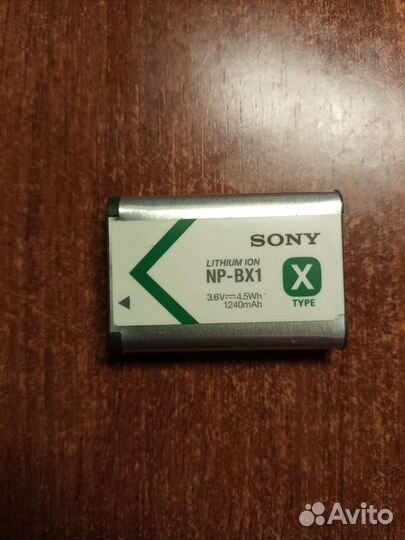 SONY
LITHIUM ION
NP-BX1
3.6V⎓4.5Wh
1240mAh
X
TYPE
Avito